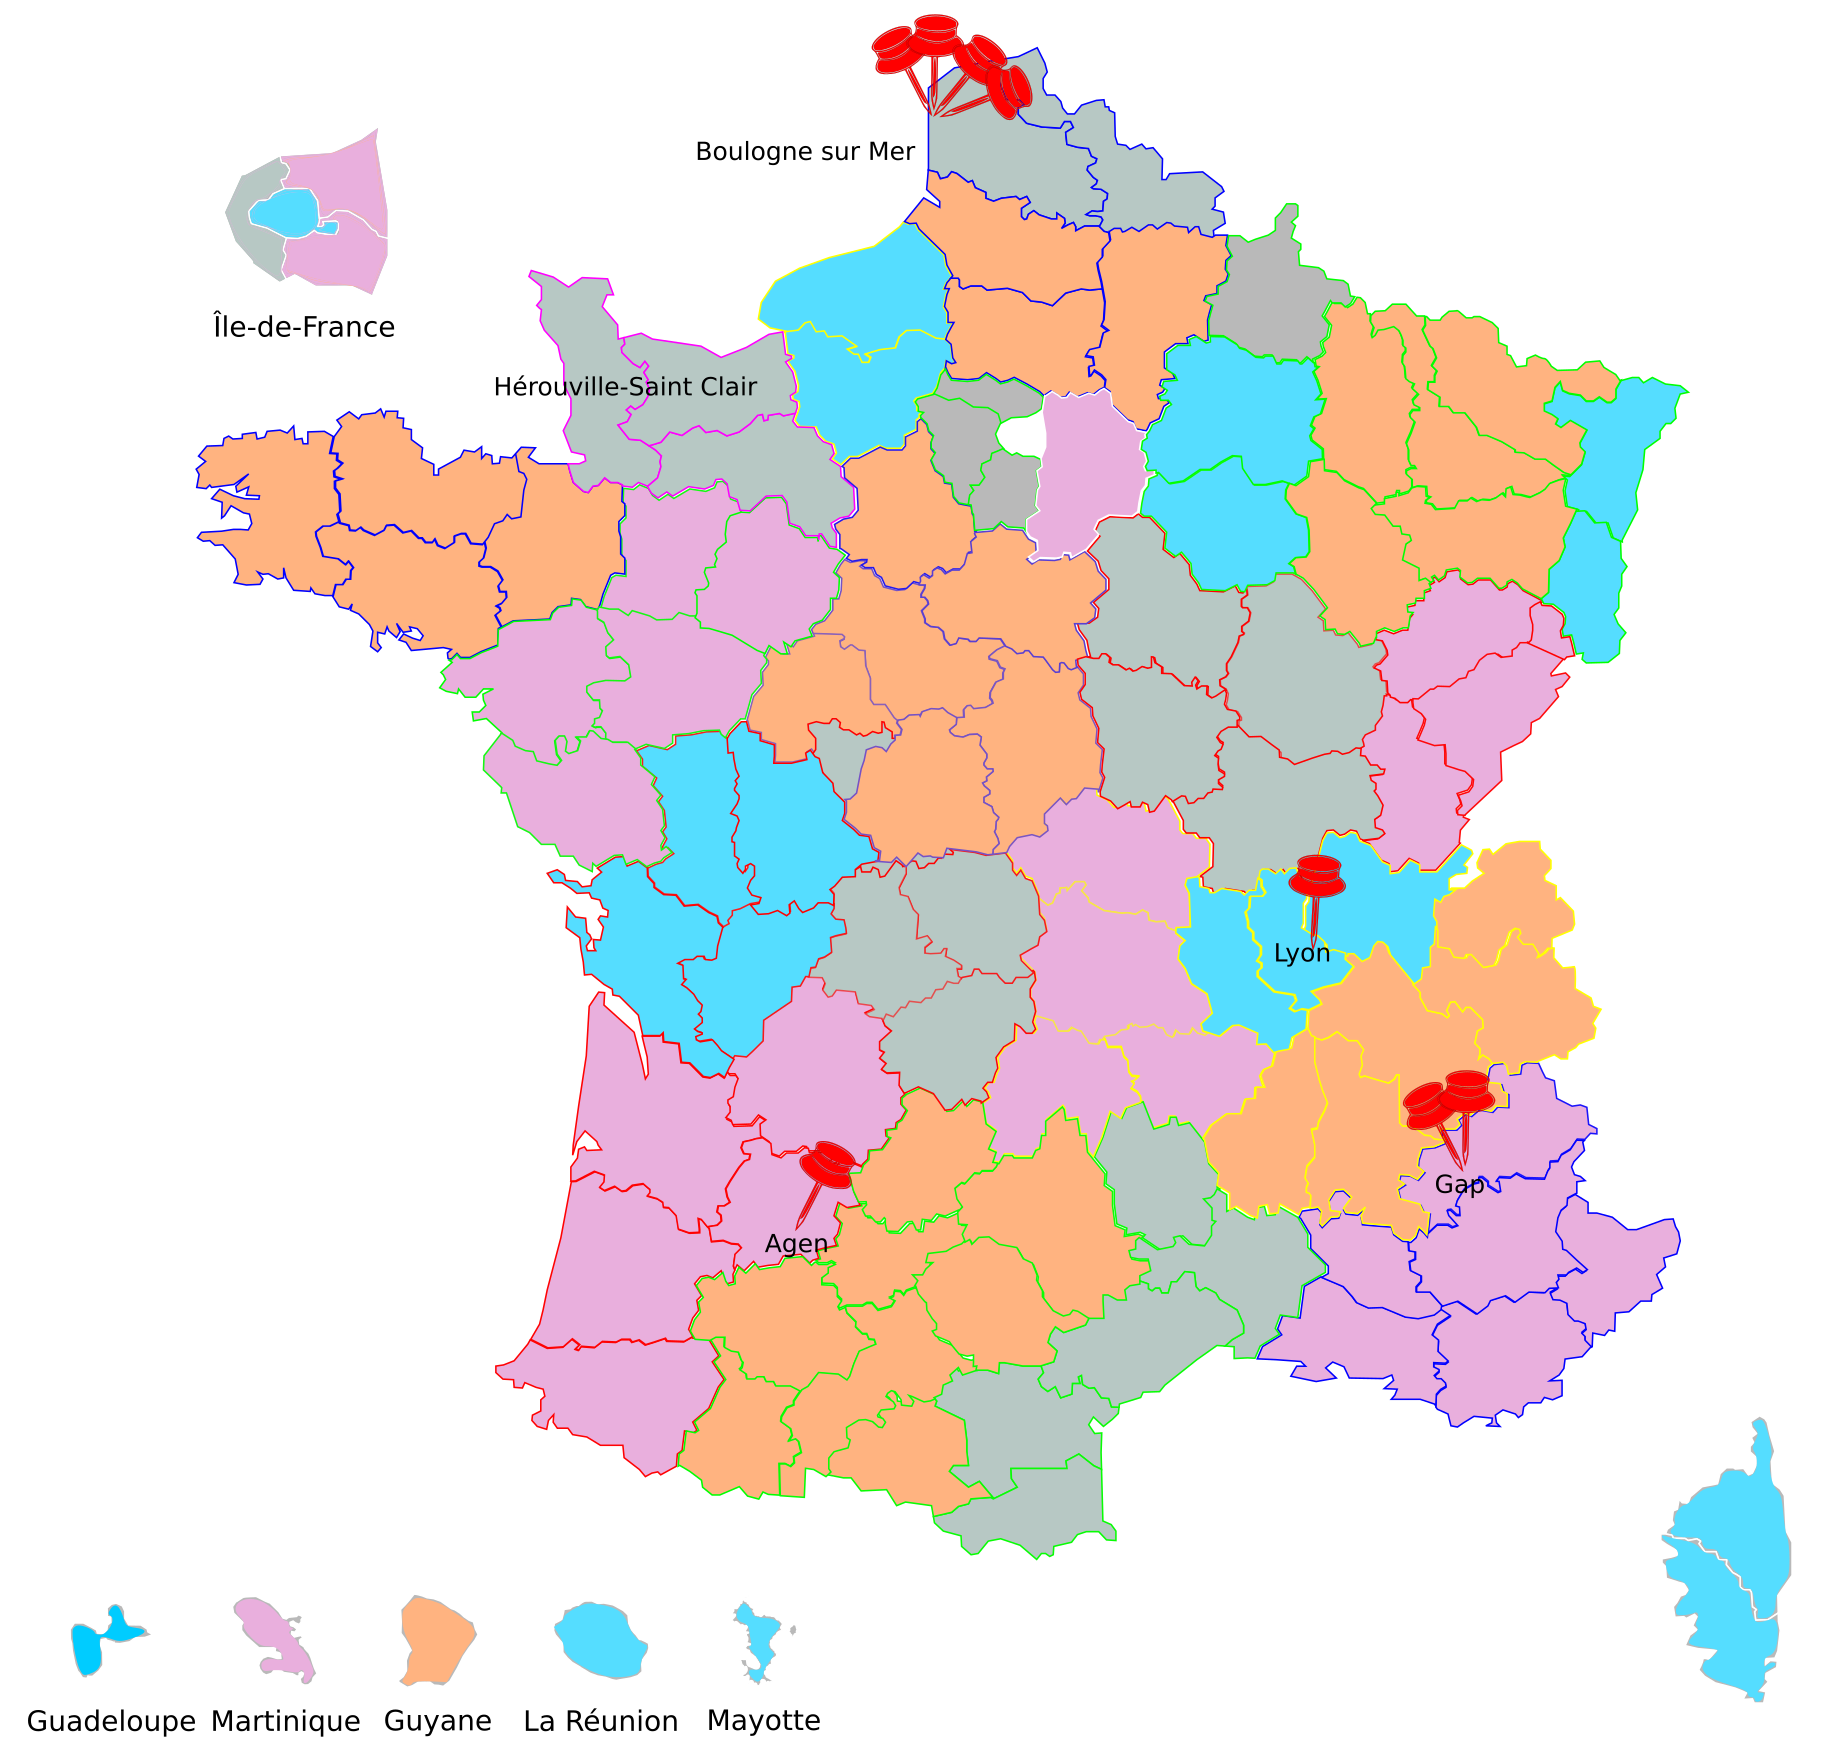 Boulogne sur Mer
Île-de-France
Hérouville-Saint Clair
Lyon
Gap
Agen
Guadeloupe
Martinique
Guyane
La Réunion
Mayotte